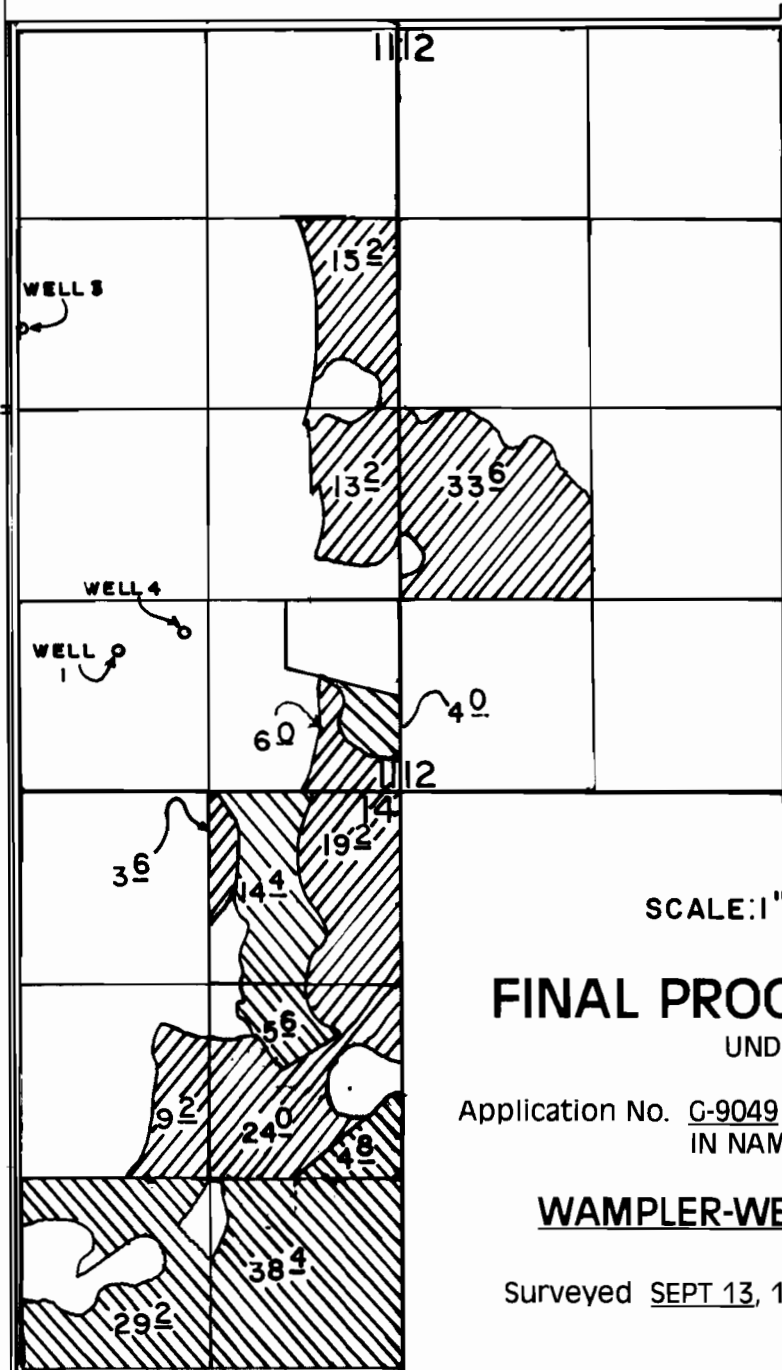 11 12
15 2
WELL 3
13 2
33 6
WELL 4
WELL
1
4 0
6 0
11 12
14
19 2
3 6
14 4
SCALE: 1"
FINAL PROO
UND
5 6
Application No. G-9049
IN NAM
9 2
24 0
4 8
WAMPLER-WE
38 4
Surveyed SEPT 13, 1
29 2